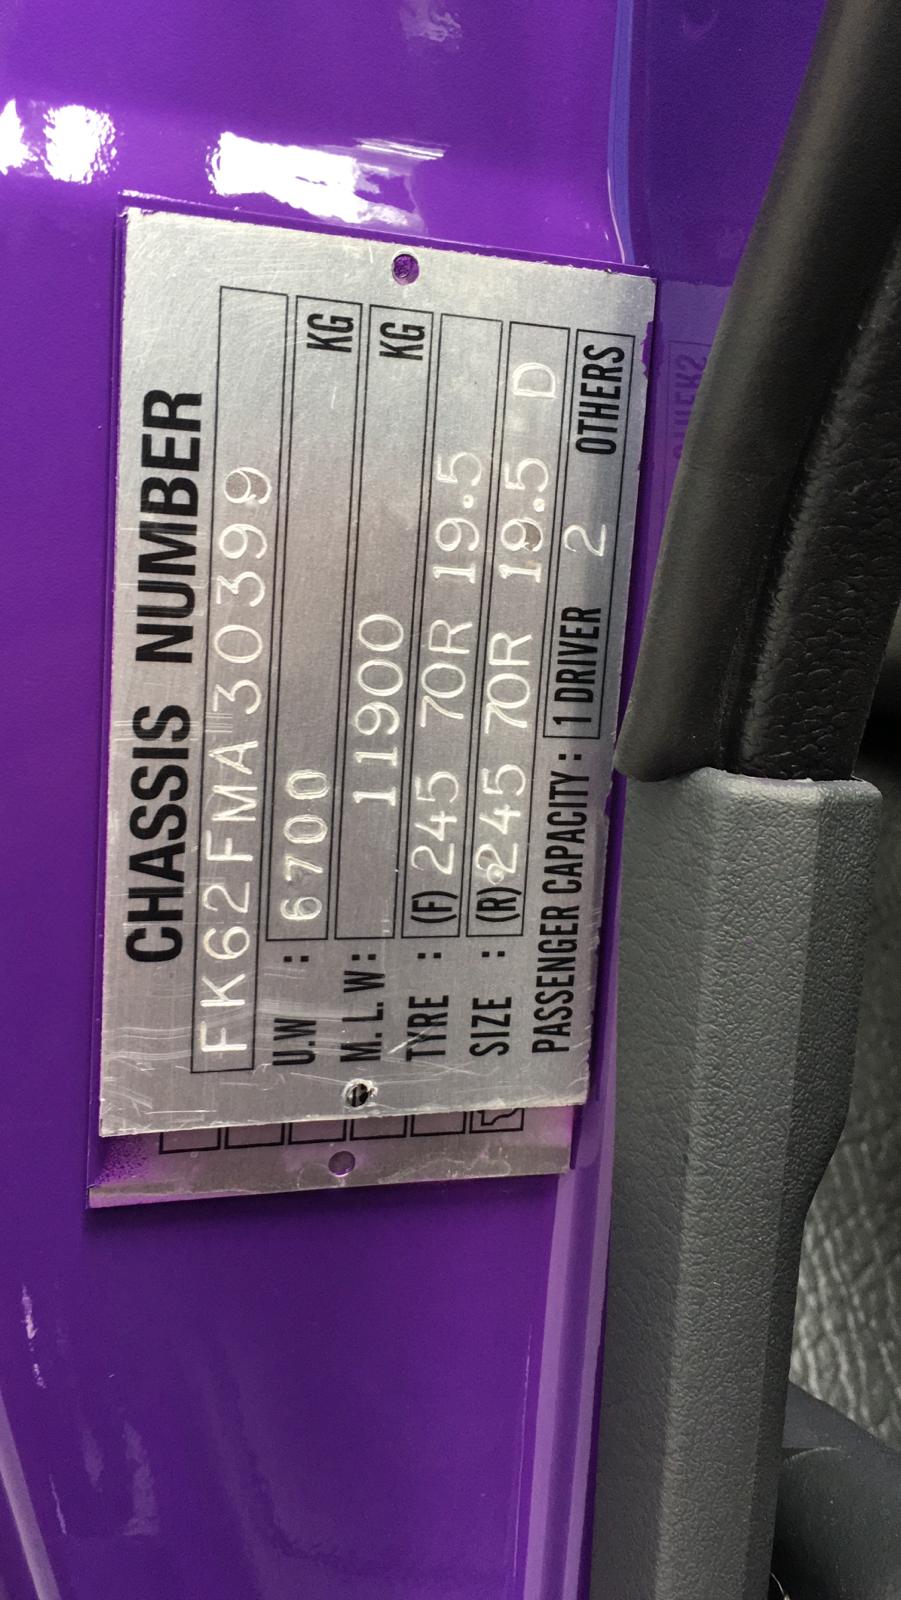 CHASSIS NUMBER
FK62FMA30399
U.W : 6700 KG
M.L.W: 11900 KG
TYRE : (F) 245 70R 19.5
SIZE : (R) 245 70R 19.5 D
PASSENGER CAPACITY : 1 DRIVER 2 OTHERS